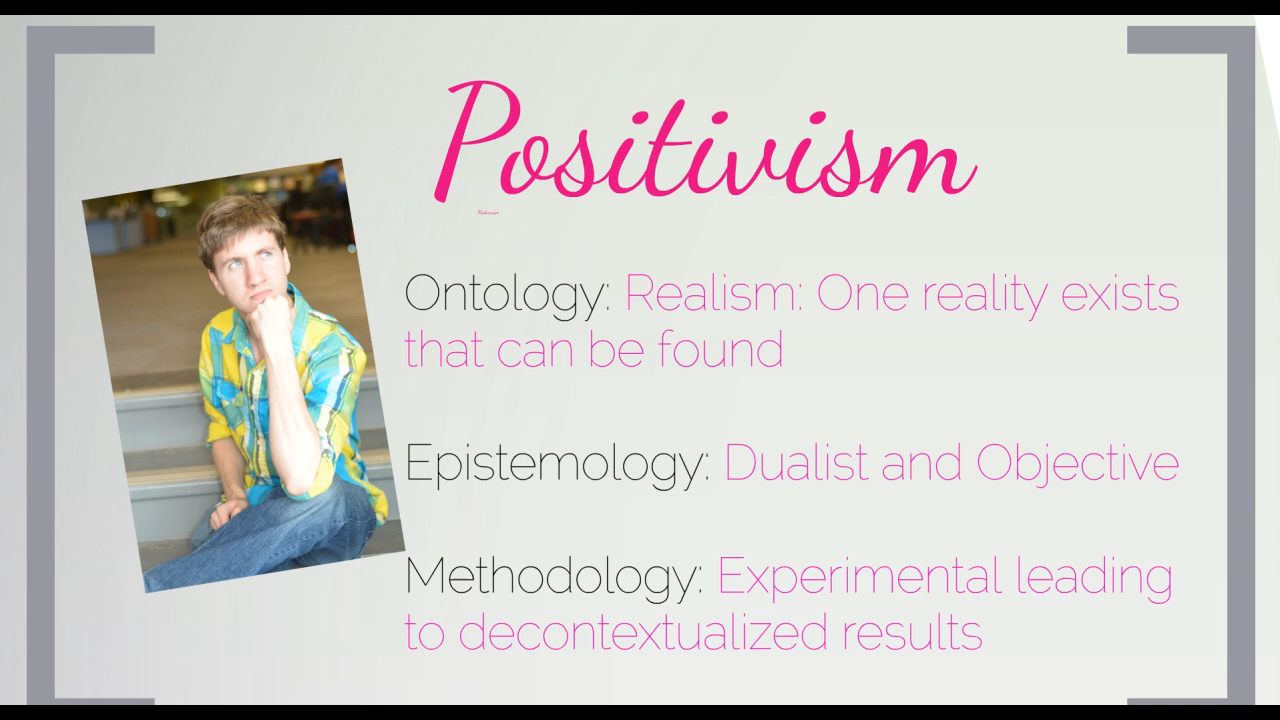 Positivism
Ontology: Realism: One reality exists
that can be found
Epistemology: Dualist and Objective
Methodology: Experimental leading
to decontextualized results